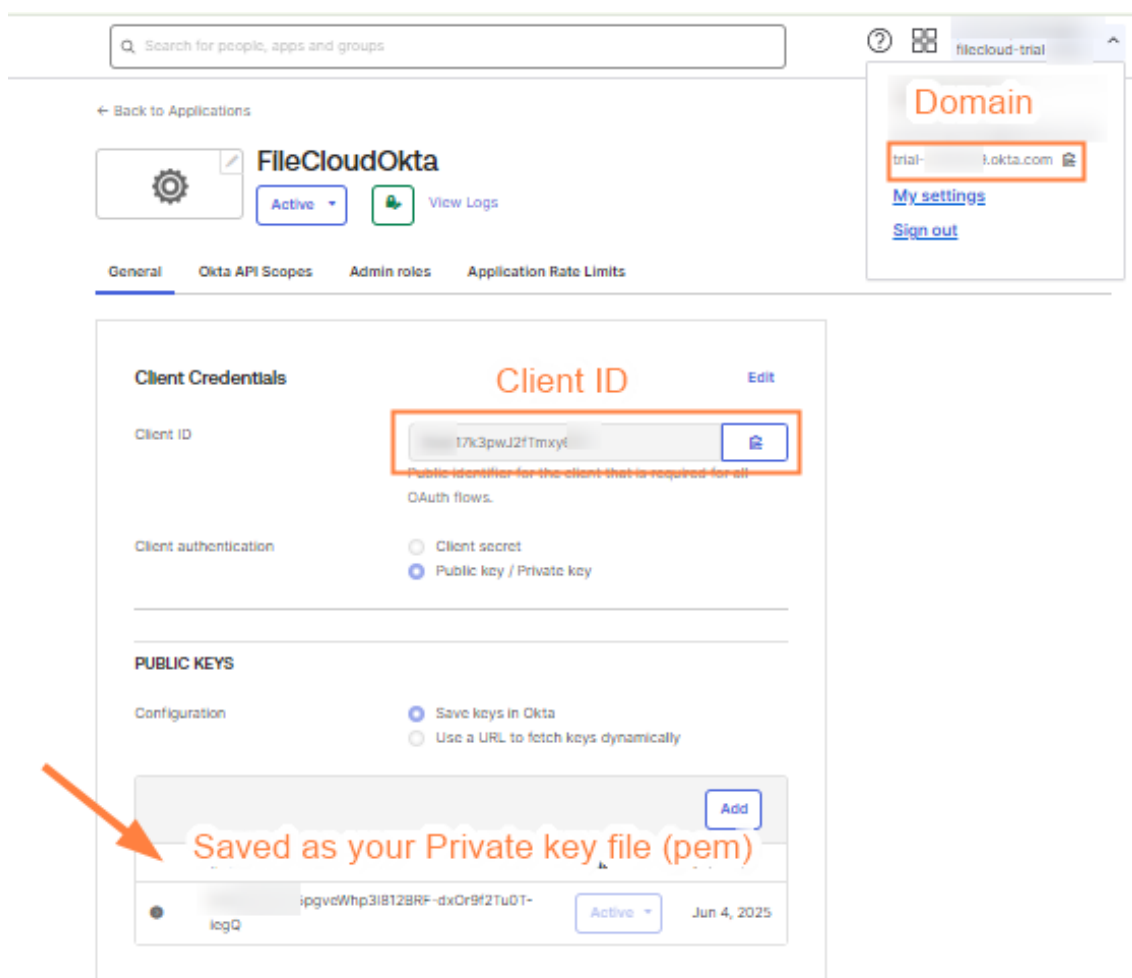 Search for people, apps and groups
filecloud-trial
Domain
trial-
.okta.com
My settings
Sign out
← Back to Applications
FileCloudOkta
Active
View Logs
General Okta API Scopes Admin roles Application Rate Limits
Client Credentials
Client ID
Edit
Client ID
17k3pwJ2fTmxy
Public identifier for the client that is required for all
OAuth flows.
Client authentication
Client secret
Public key / Private key
PUBLIC KEYS
Configuration
Save keys in Okta
Use a URL to fetch keys dynamically
Add
Saved as your Private key file (pem)
Active
Jun 4, 2025